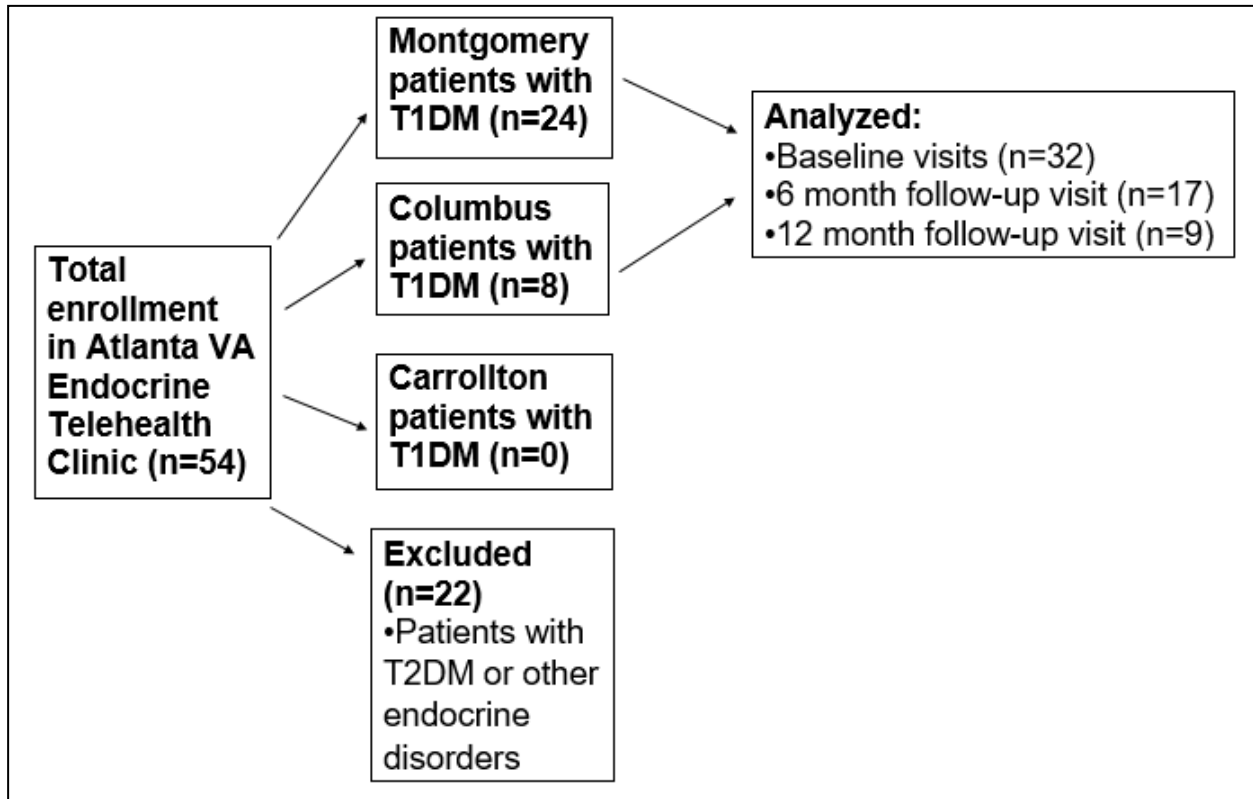 Total
enrollment
in Atlanta VA
Endocrine
Telehealth
Clinic (n=54)
Montgomery
patients with
T1DM (n=24)
Columbus
patients with
T1DM (n=8)
Carrollton
patients with
T1DM (n=0)
Excluded
(n=22)
•Patients with
T2DM or other
endocrine
disorders
Analyzed:
•Baseline visits (n=32)
•6 month follow-up visit (n=17)
•12 month follow-up visit (n=9)